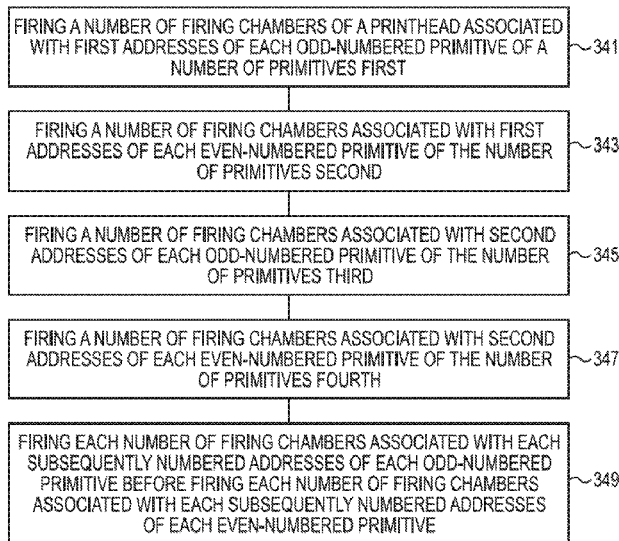 FIRING A NUMBER OF FIRING CHAMBERS OF A PRINTHEAD ASSOCIATED
WITH FIRST ADDRESSES OF EACH ODD-NUMBERED PRIMITIVE OF A
NUMBER OF PRIMITIVES FIRST
341
FIRING A NUMBER OF FIRING CHAMBERS ASSOCIATED WITH FIRST
ADDRESSES OF EACH EVEN-NUMBERED PRIMITIVE OF THE NUMBER
OF PRIMITIVES SECOND
343
FIRING A NUMBER OF FIRING CHAMBERS ASSOCIATED WITH SECOND
ADDRESSES OF EACH ODD-NUMBERED PRIMITIVE OF THE NUMBER
OF PRIMITIVES THIRD
345
FIRING A NUMBER OF FIRING CHAMBERS ASSOCIATED WITH SECOND
ADDRESSES OF EACH EVEN-NUMBERED PRIMITIVE OF THE NUMBER
OF PRIMITIVES FOURTH
347
FIRING EACH NUMBER OF FIRING CHAMBERS ASSOCIATED WITH EACH
SUBSEQUENTLY NUMBERED ADDRESSES OF EACH ODD-NUMBERED
PRIMITIVE BEFORE FIRING EACH NUMBER OF FIRING CHAMBERS
ASSOCIATED WITH EACH SUBSEQUENTLY NUMBERED ADDRESSES
OF EACH EVEN-NUMBERED PRIMITIVE
349